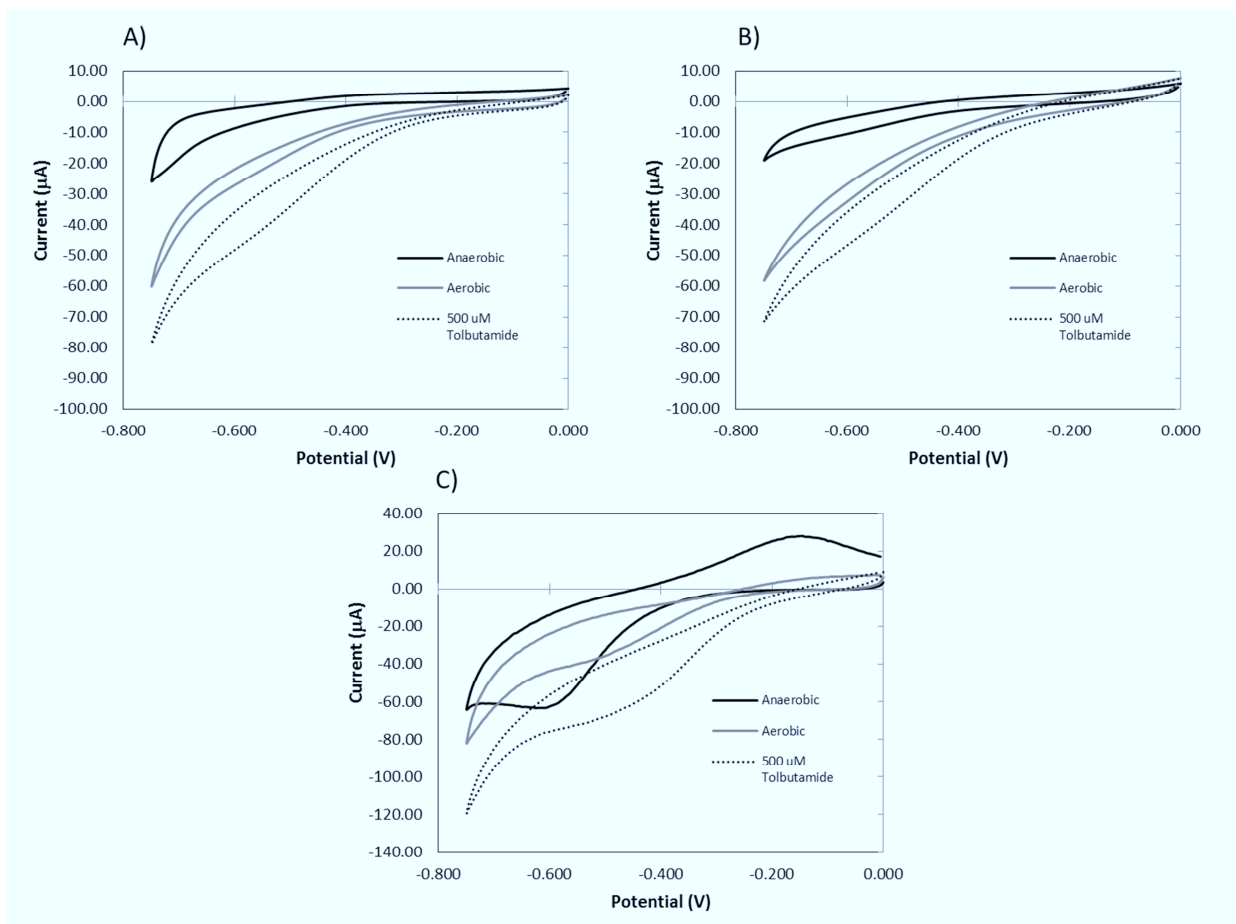 A)
10.00
0.00
-10.00
-20.00
-30.00
-40.00
-50.00
-60.00
-70.00
-80.00
-90.00
-100.00
Current (µA)
-0.800
-0.600
-0.400
-0.200
0.000
Potential (V)
Anaerobic
Aerobic
500 uM
Tolbutamide
B)
10.00
0.00
-10.00
-20.00
-30.00
-40.00
-50.00
-60.00
-70.00
-80.00
-90.00
-100.00
Current (µA)
-0.800
-0.600
-0.400
-0.200
0.000
Potential (V)
Anaerobic
Aerobic
500 uM
Tolbutamide
C)
40.00
20.00
0.00
-20.00
-40.00
-60.00
-80.00
-100.00
-120.00
-140.00
Current (µA)
-0.800
-0.600
-0.400
-0.200
0.000
Potential (V)
Anaerobic
Aerobic
500 uM
Tolbutamide